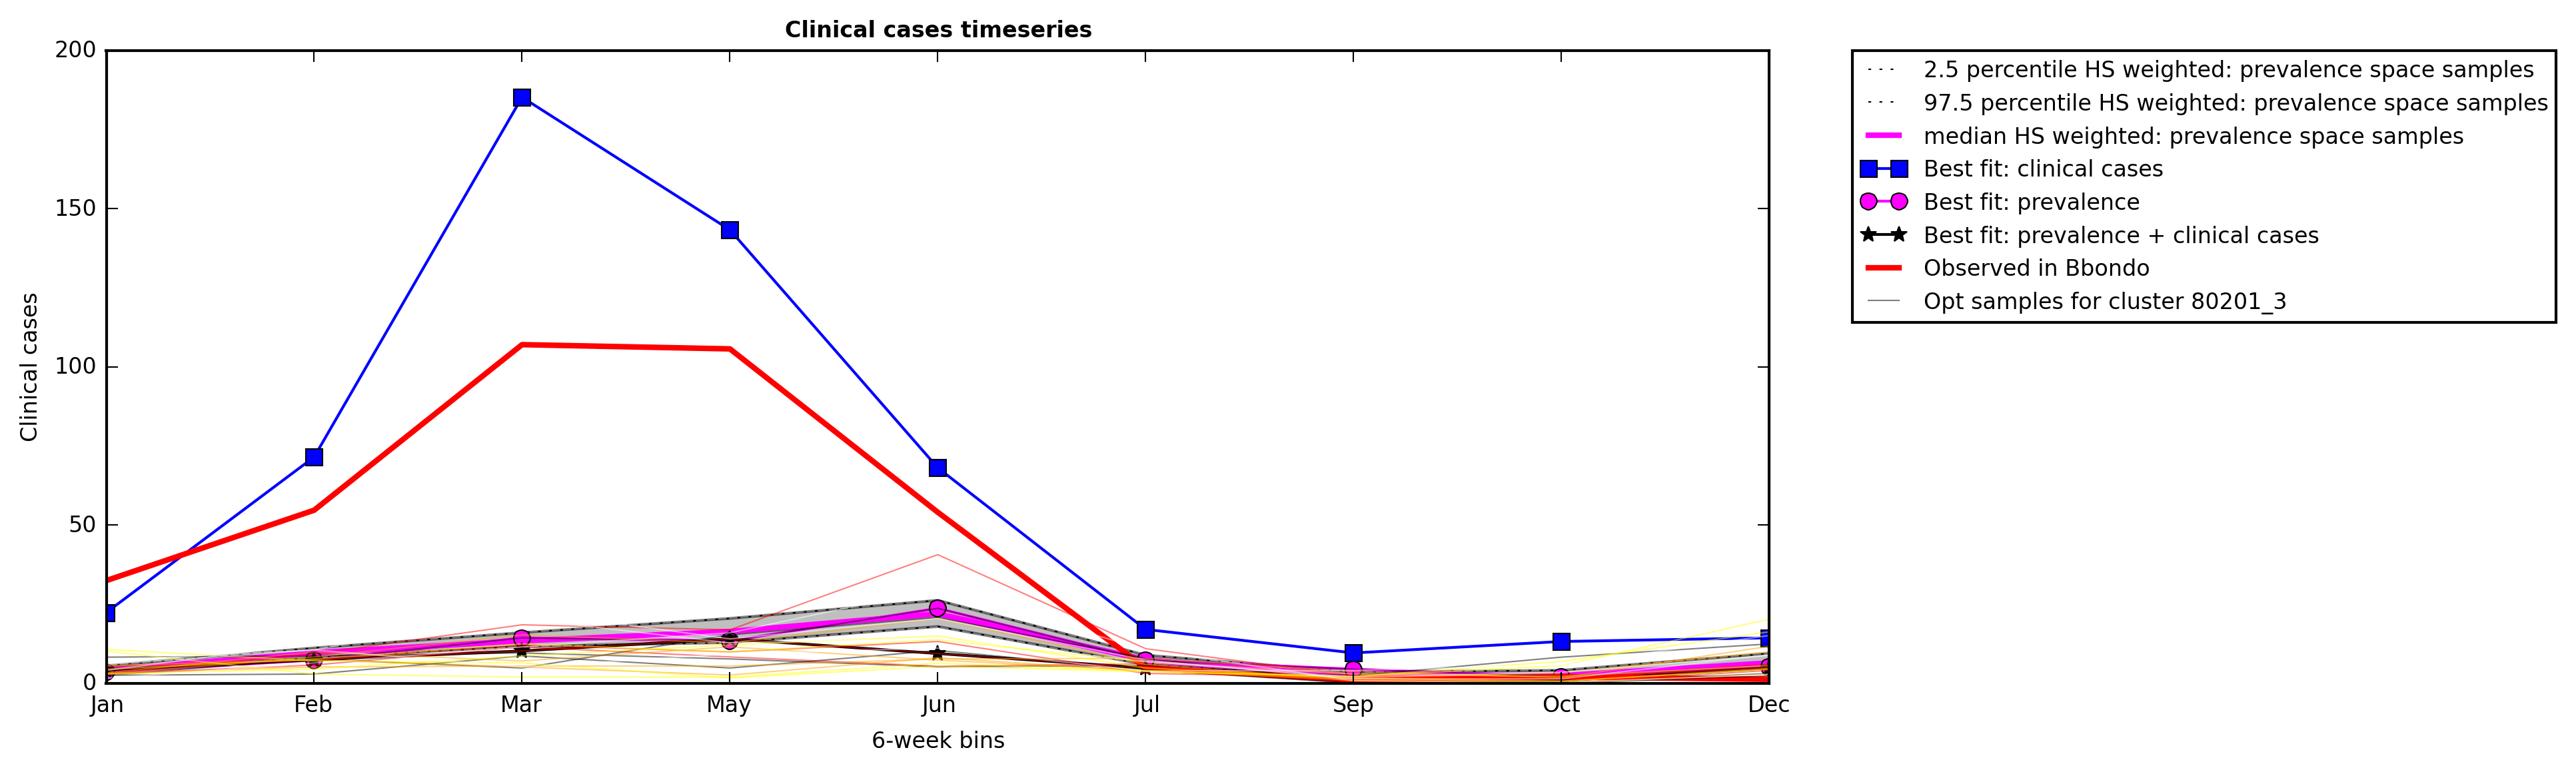 Clinical cases timeseries
200
150
100
50
0
Clinical cases
Jan Feb Mar May Jun Jul Sep Oct Dec
6-week bins
2.5 percentile HS weighted: prevalence space samples
97.5 percentile HS weighted: prevalence space samples
median HS weighted: prevalence space samples
Best fit: clinical cases
Best fit: prevalence
Best fit: prevalence + clinical cases
Observed in Bbondo
Opt samples for cluster 80201_3